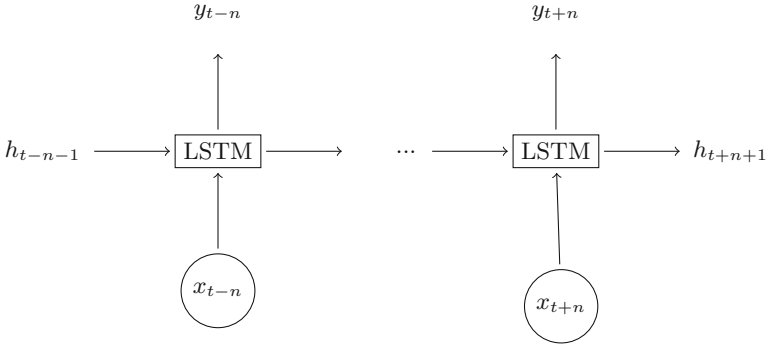 y_{t-n} y_{t+n}
h_{t-n-1} LSTM ... LSTM h_{t+n+1}
x_{t-n} x_{t+n}